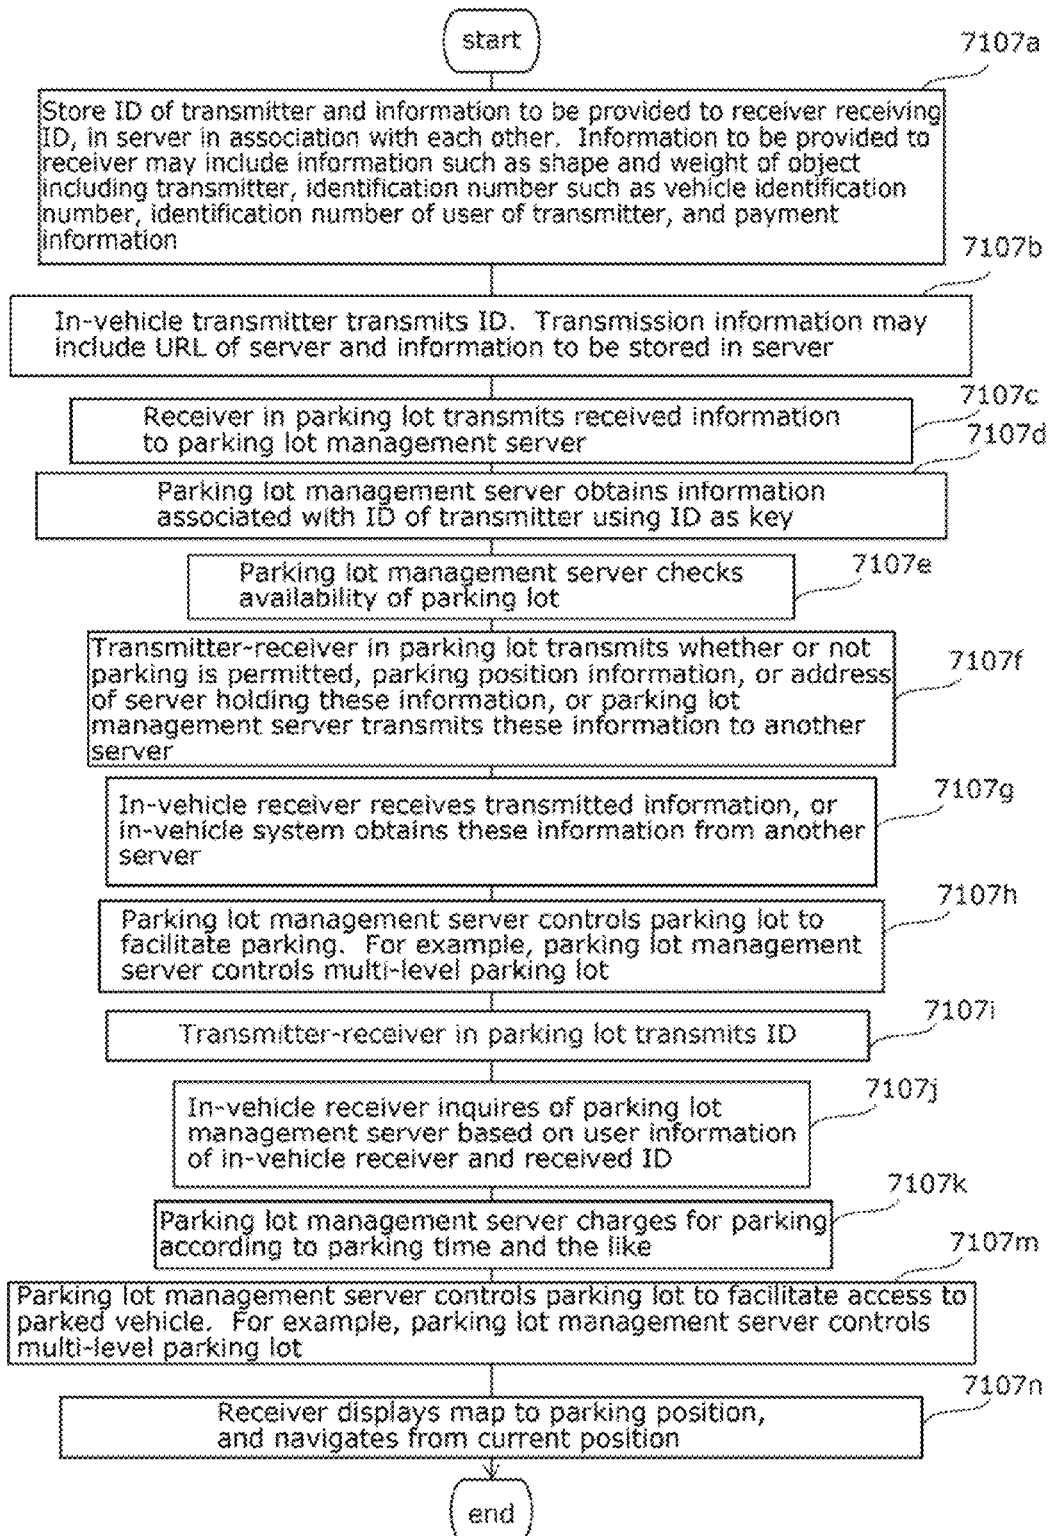 start
7107a
Store ID of transmitter and information to be provided to receiver receiving
ID, in server in association with each other. Information to be provided to
receiver may include information such as shape and weight of object
including transmitter, identification number such as vehicle identification
number, identification number of user of transmitter, and payment
information
7107b
In-vehicle transmitter transmits ID. Transmission information may
include URL of server and information to be stored in server
7107c
Receiver in parking lot transmits received information
to parking lot management server
7107d
Parking lot management server obtains information
associated with ID of transmitter using ID as key
7107e
Parking lot management server checks
availability of parking lot
7107f
Transmitter-receiver in parking lot transmits whether or not
parking is permitted, parking position information, or address
of server holding these information, or parking lot
management server transmits these information to another
server
7107g
In-vehicle receiver receives transmitted information, or
in-vehicle system obtains these information from another
server
7107h
Parking lot management server controls parking lot to
facilitate parking. For example, parking lot management
server controls multi-level parking lot
7107i
Transmitter-receiver in parking lot transmits ID
7107j
In-vehicle receiver inquires of parking lot
management server based on user information
of in-vehicle receiver and received ID
7107k
Parking lot management server charges for parking
according to parking time and the like
7107m
Parking lot management server controls parking lot to facilitate access to
parked vehicle. For example, parking lot management server controls
multi-level parking lot
7107n
Receiver displays map to parking position,
and navigates from current position
end